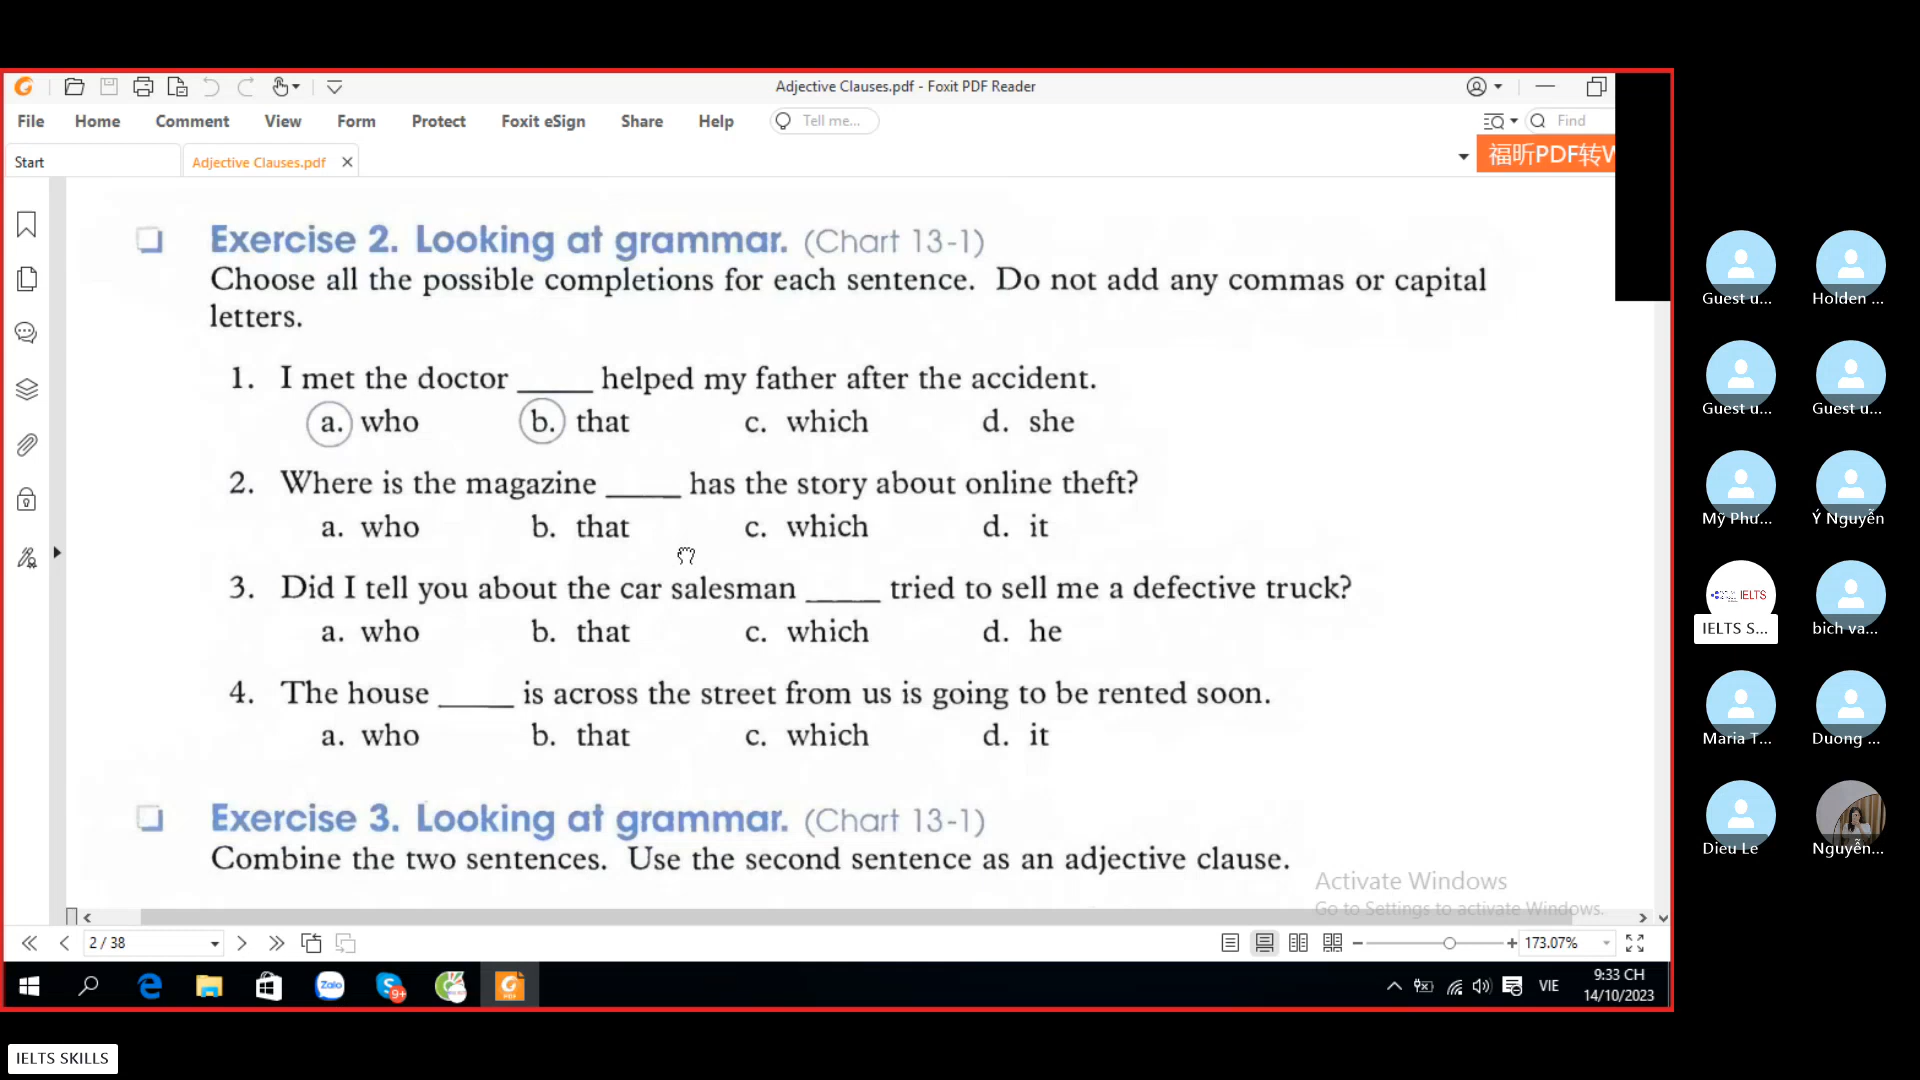 Adjective Clauses.pdf - Foxit PDF Reader
File Home Comment View Form Protect Foxit eSign Share Help Tell me... Find
Start Adjective Clauses.pdf 福昕PDF转W
Exercise 2. Looking at grammar. (Chart 13-1)
Choose all the possible completions for each sentence. Do not add any commas or capital
letters.
1. I met the doctor _____ helped my father after the accident.
a. who b. that c. which d. she
2. Where is the magazine _____ has the story about online theft?
a. who b. that c. which d. it
3. Did I tell you about the car salesman _____ tried to sell me a defective truck?
a. who b. that c. which d. he
4. The house _____ is across the street from us is going to be rented soon.
a. who b. that c. which d. it
Exercise 3. Looking at grammar. (Chart 13-1)
Combine the two sentences. Use the second sentence as an adjective clause.
Activate Windows
Go to Settings to activate Windows.
2 / 38 173.07%
Zalo 9+ VIE 9:33 CH
14/10/2023
Guest u... Holden ...
Guest u... Guest u...
Mỹ Phư... Ý Nguyễn
IELTS
IELTS S... bich va...
Maria T... Duong ...
Dieu Le Nguyễn...
IELTS SKILLS